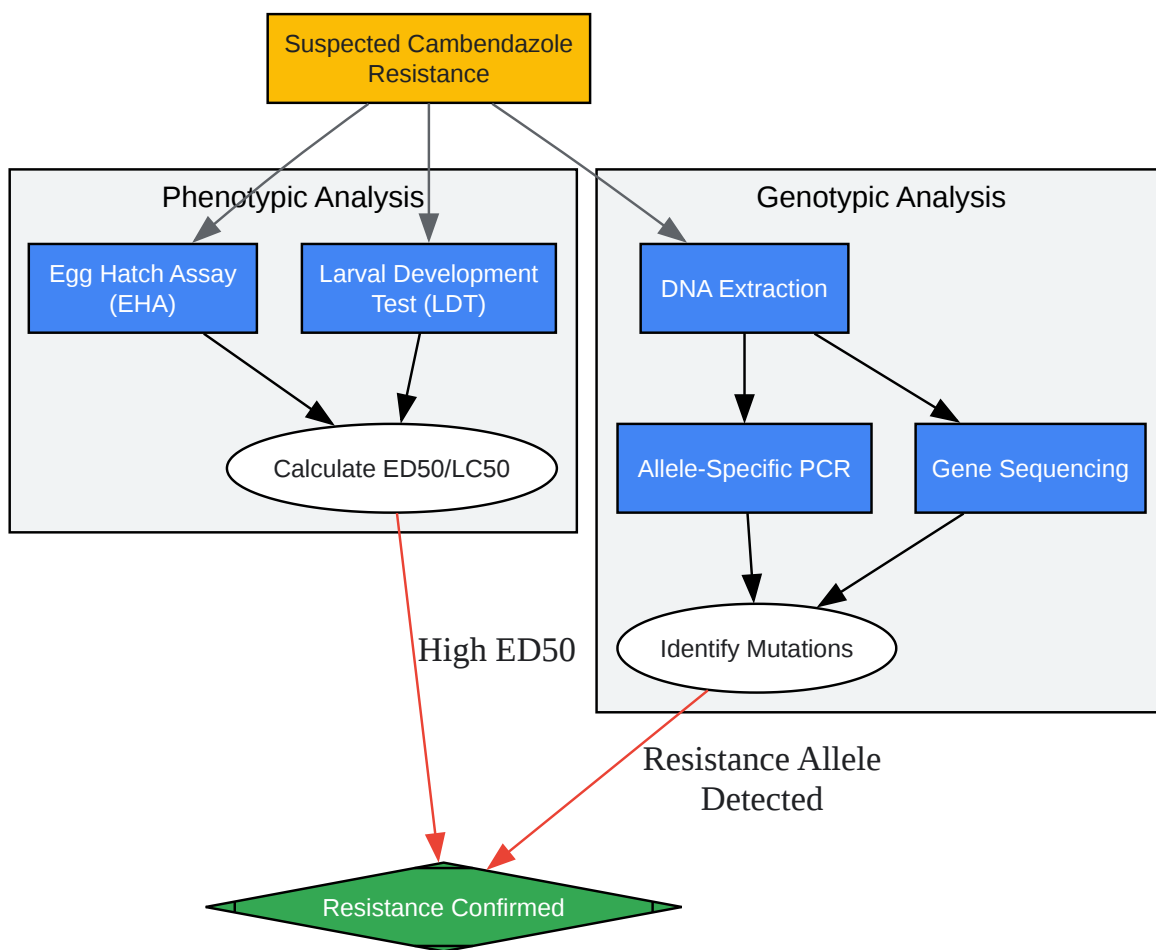 Suspected Cambendazole
Resistance
Phenotypic Analysis
Genotypic Analysis
Egg Hatch Assay
(EHA)
Larval Development
Test (LDT)
DNA Extraction
Calculate ED50/LC50
Allele-Specific PCR
Gene Sequencing
High ED50
Identify Mutations
Resistance Allele
Detected
Resistance Confirmed